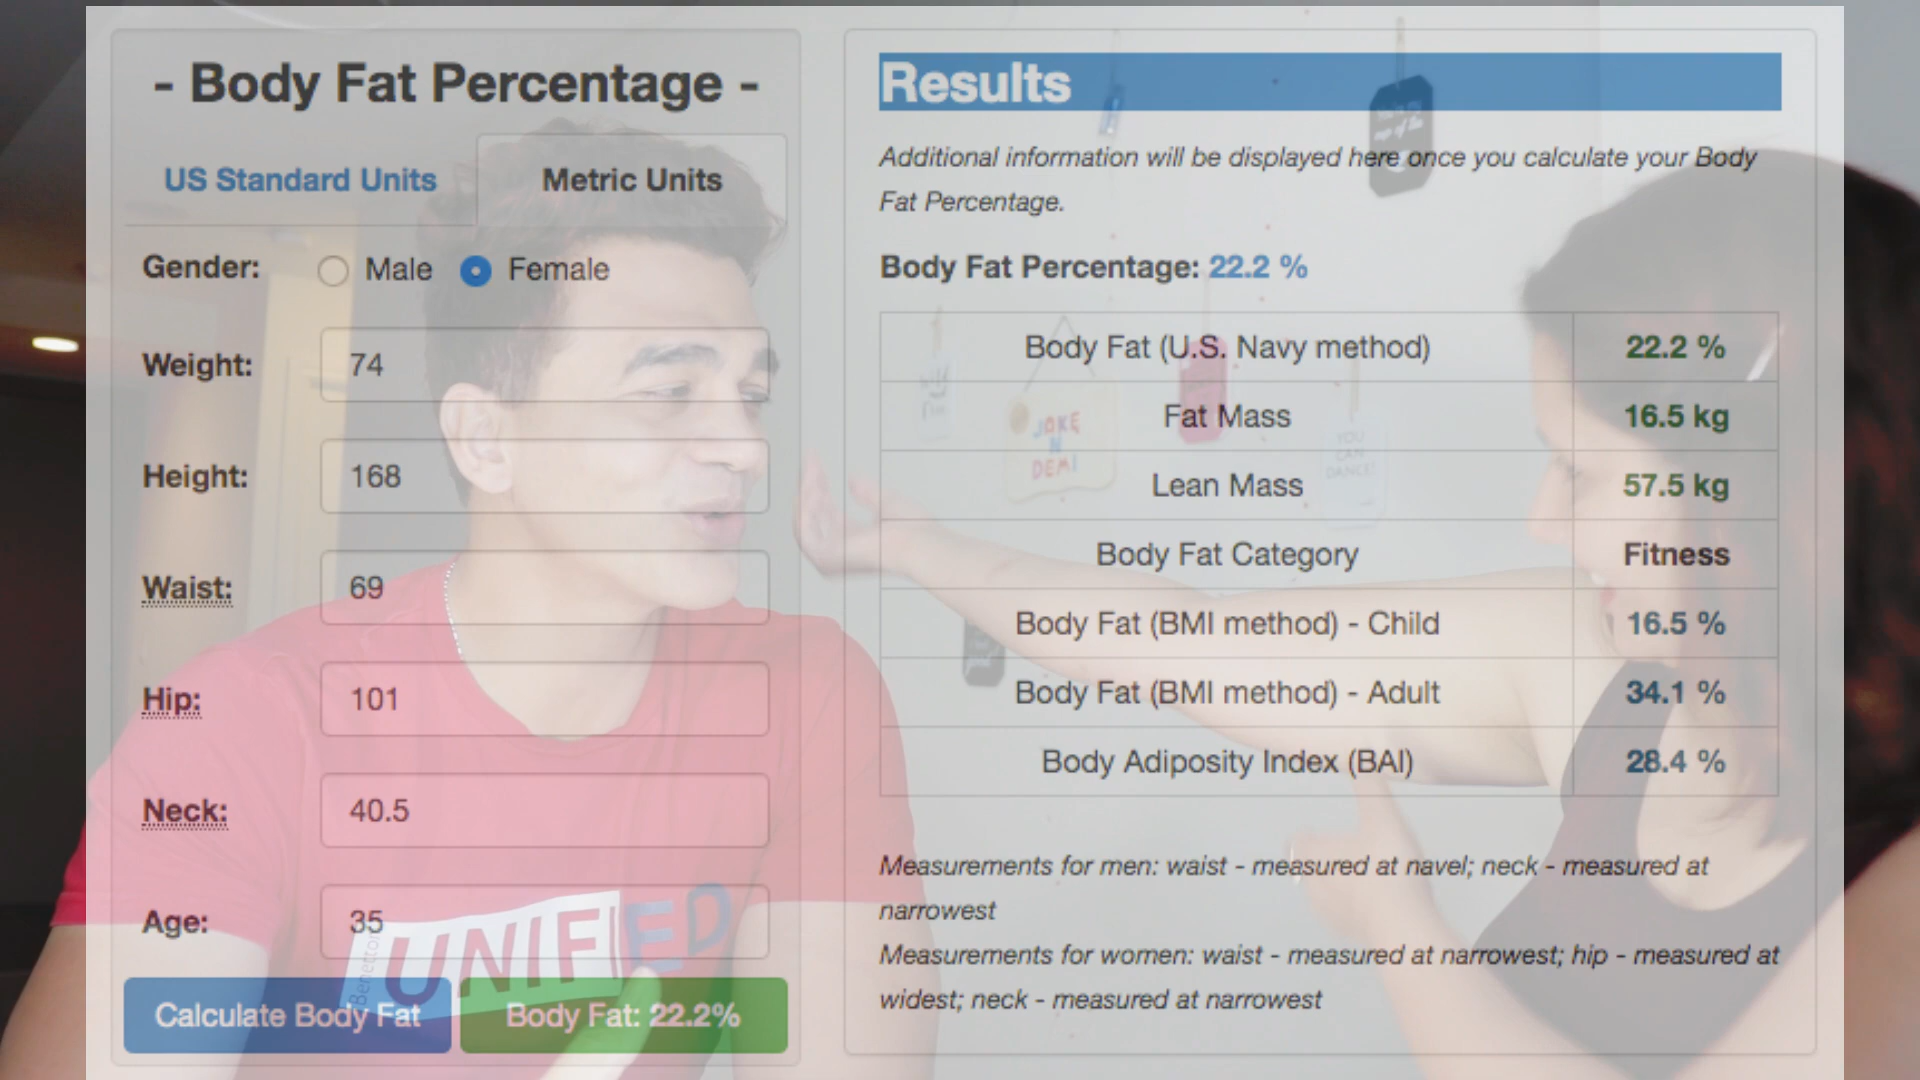 - Body Fat Percentage -
US Standard Units
Metric Units
Gender:
Male
Female
Weight:
74
Height:
168
Waist:
69
Hip:
101
Neck:
40.5
Age:
35
Calculate Body Fat
Body Fat: 22.2%
Results
Additional information will be displayed here once you calculate your Body
Fat Percentage.
Body Fat Percentage: 22.2 %
Body Fat (U.S. Navy method) 22.2 %
Fat Mass 16.5 kg
Lean Mass 57.5 kg
Body Fat Category Fitness
Body Fat (BMI method) - Child 16.5 %
Body Fat (BMI method) - Adult 34.1 %
Body Adiposity Index (BAI) 28.4 %
Measurements for men: waist - measured at navel; neck - measured at
narrowest
Measurements for women: waist - measured at narrowest; hip - measured at
widest; neck - measured at narrowest
JOKE
N
DEMI
YOU
CAN
DANCE
Benetton
UNIFIED